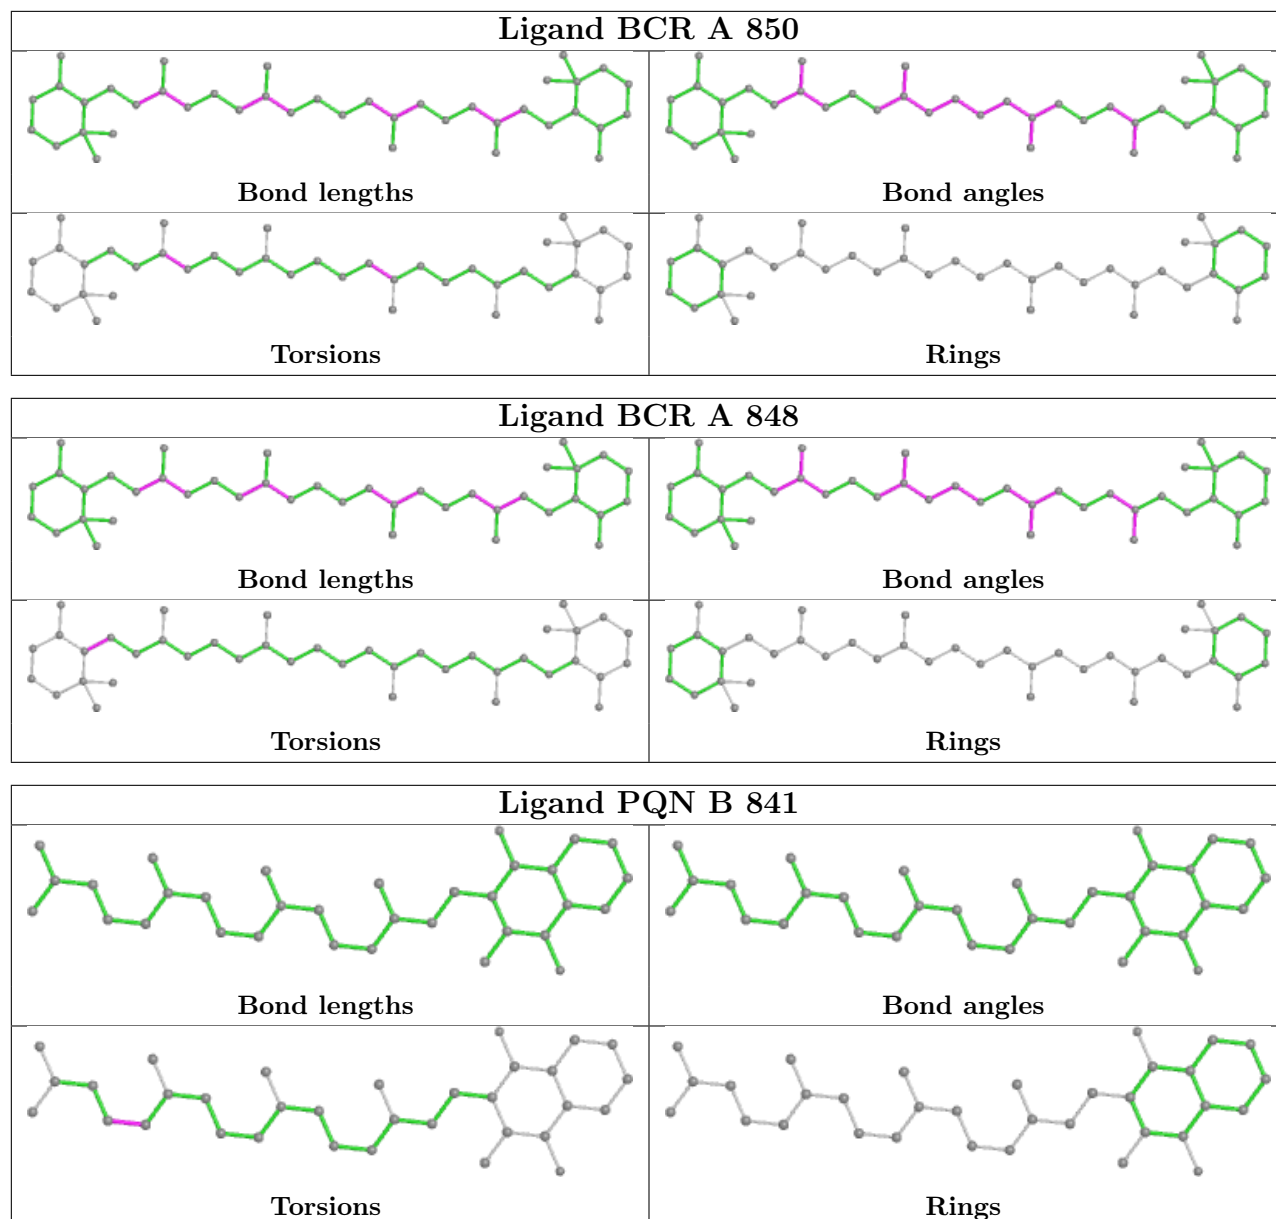 Ligand BCR A 850
Bond lengths
Bond angles
Torsions
Rings
Ligand BCR A 848
Bond lengths
Bond angles
Torsions
Rings
Ligand PQN B 841
Bond lengths
Bond angles
Torsions
Rings